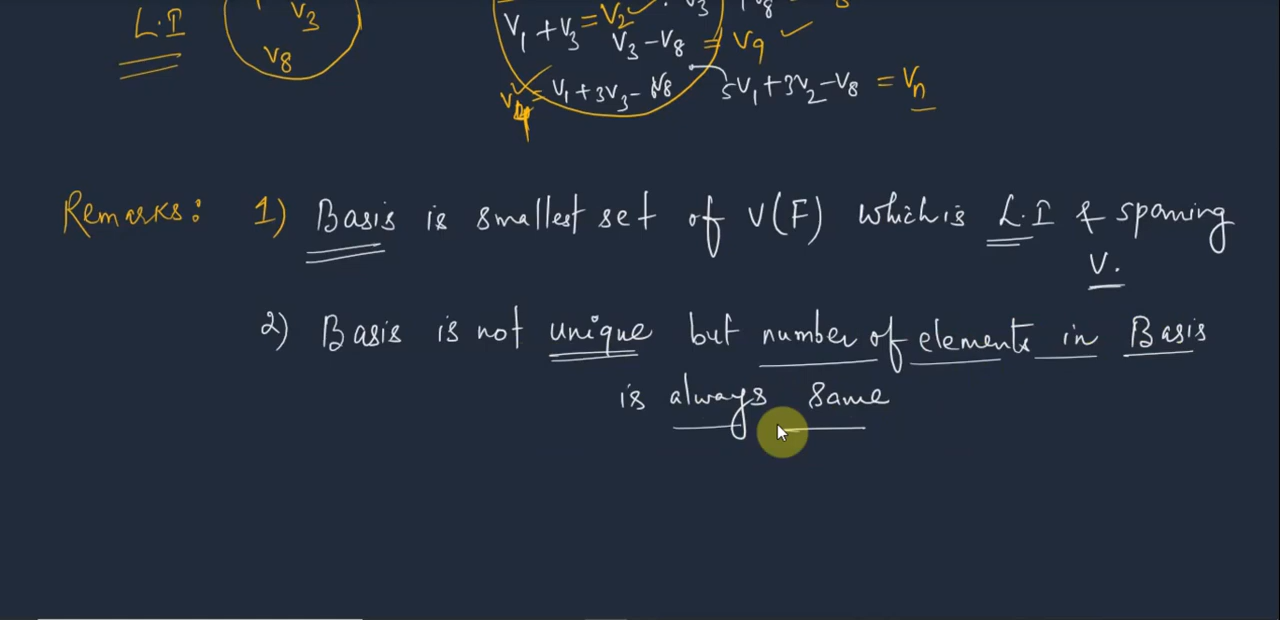 L.I
V3
V8
V1 + V3 = V2
V3 - V8 = V9
V1 + 3V3 - V8
5V1 + 3V2 - V8 = Vn
Remarks: 1) Basis is smallest set of V(F) which is L.I & spanning
V.
2) Basis is not unique but number of elements in Basis
is always same